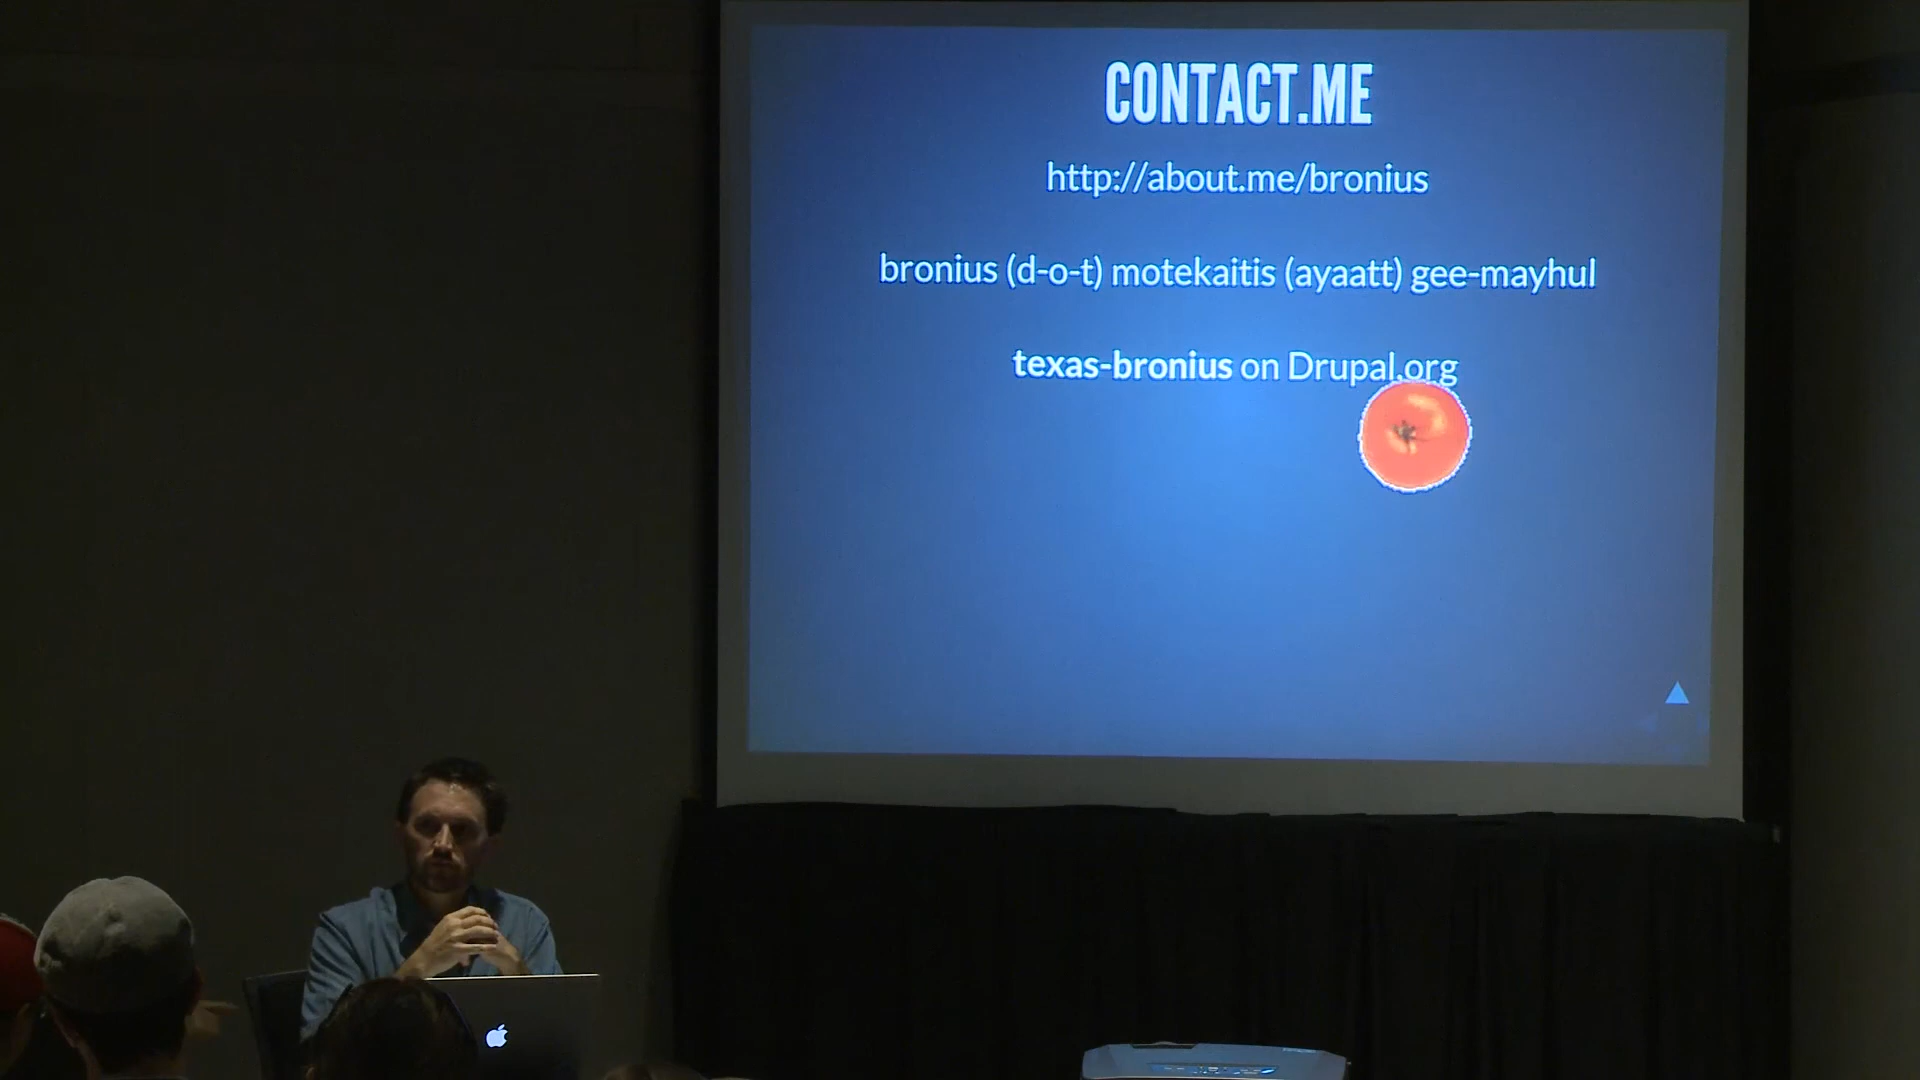 CONTACT.ME
http://about.me/bronius
bronius (d-o-t) motekaitis (ayaatt) gee-mayhul
texas-bronius on Drupal.org